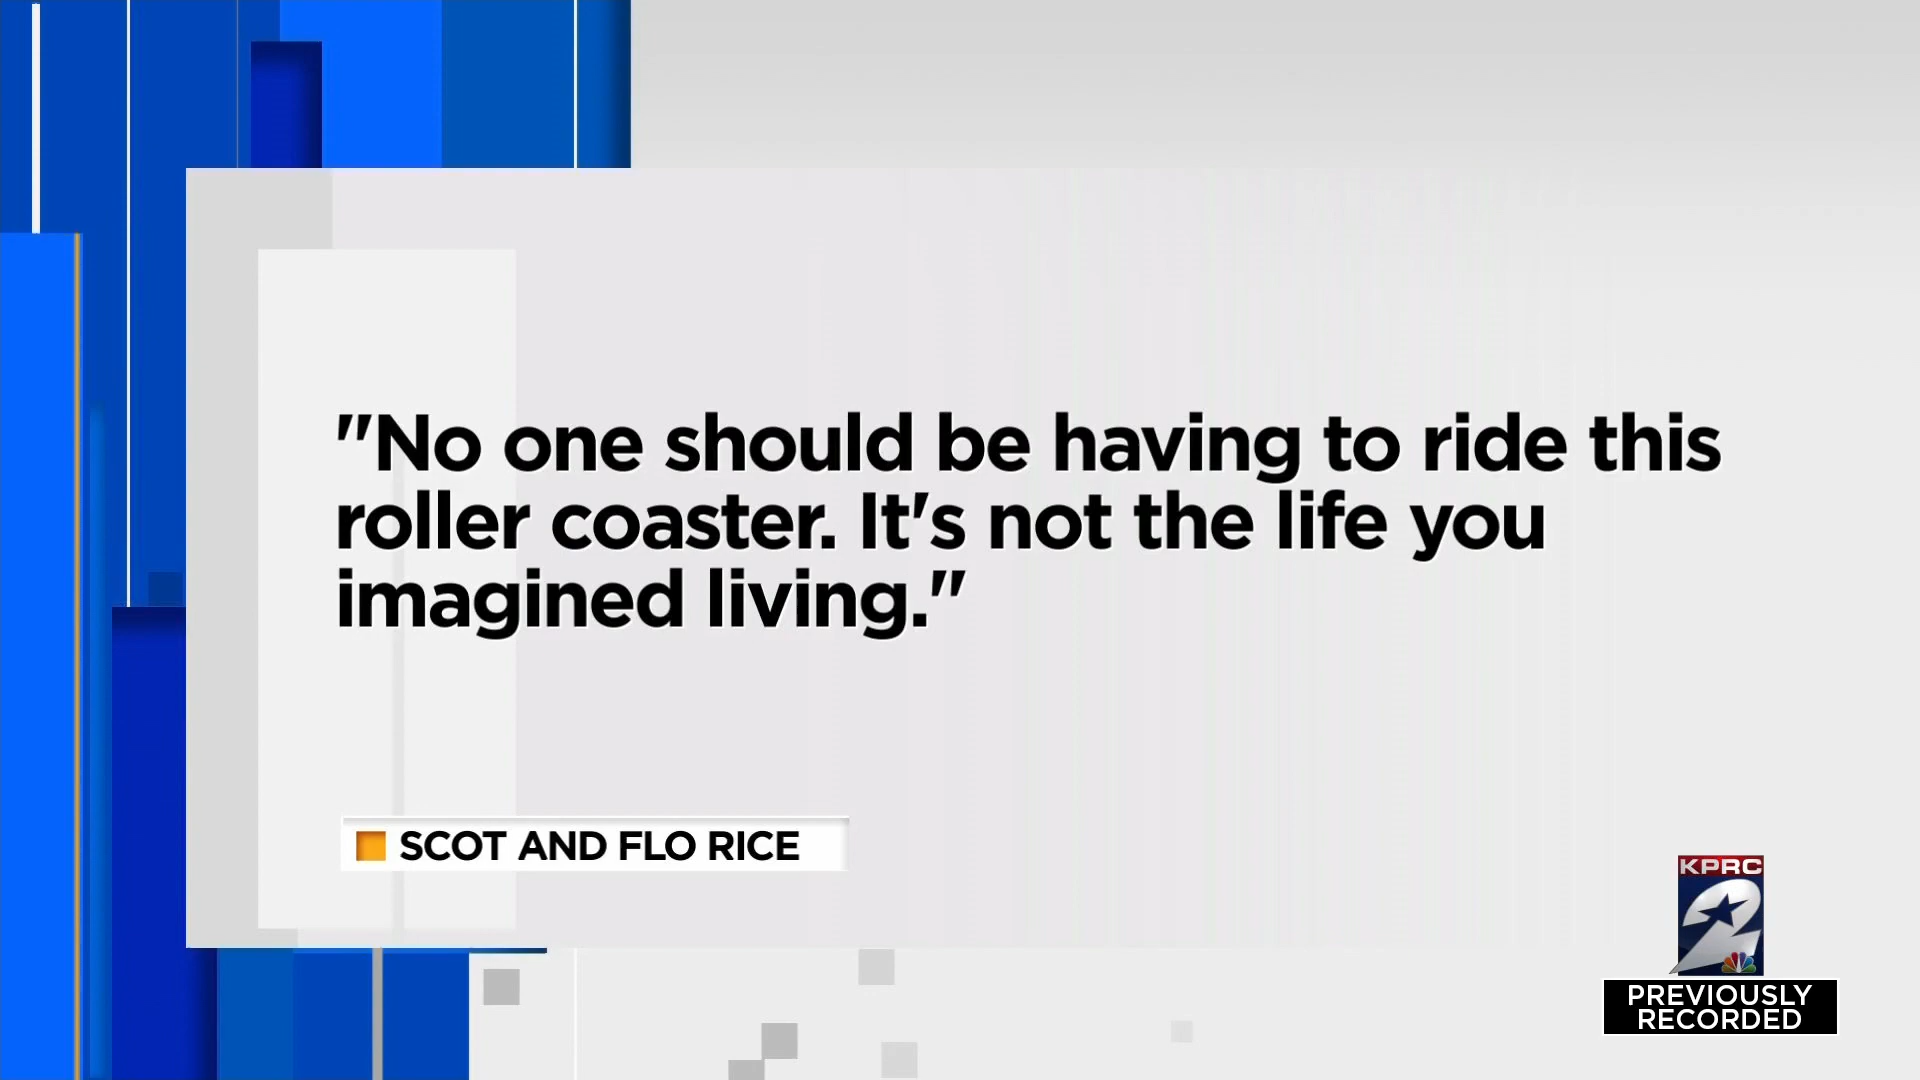 "No one should be having to ride this
roller coaster. It's not the life you
imagined living."
SCOT AND FLO RICE
KPRC
2
PREVIOUSLY
RECORDED